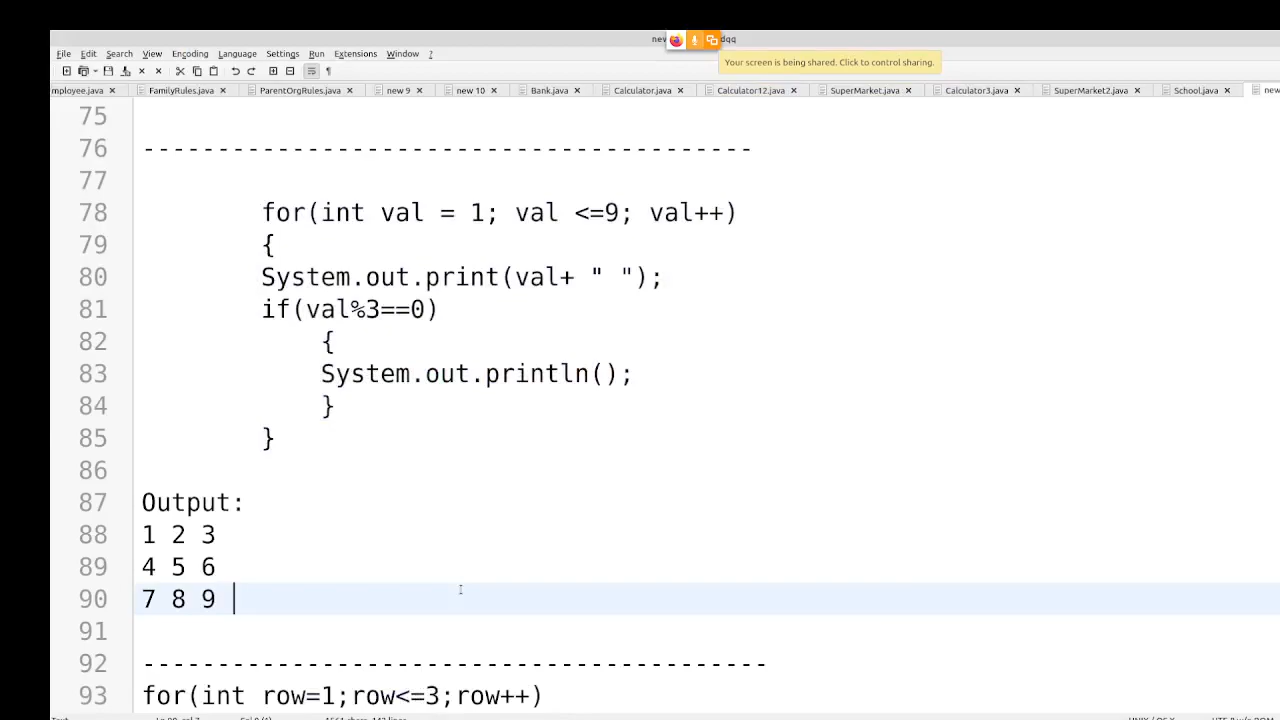 new dqq
File Edit Search View Encoding Language Settings Run Extensions Window ?
Your screen is being shared. Click to control sharing.
mployee.java FamilyRules.java ParentOrgRules.java new 9 new 10 Bank.java Calculator.java Calculator12.java SuperMarket.java Calculator3.java SuperMarket2.java School.java new
75
76 -----------------------------------------
77
78 for(int val = 1; val <=9; val++)
79 {
80 System.out.print(val+ " ");
81 if(val%3==0)
82 {
83 System.out.println();
84 }
85 }
86
87 Output:
88 1 2 3
89 4 5 6
90 7 8 9
91
92 ------------------------------------------
93 for(int row=1;row<=3;row++)